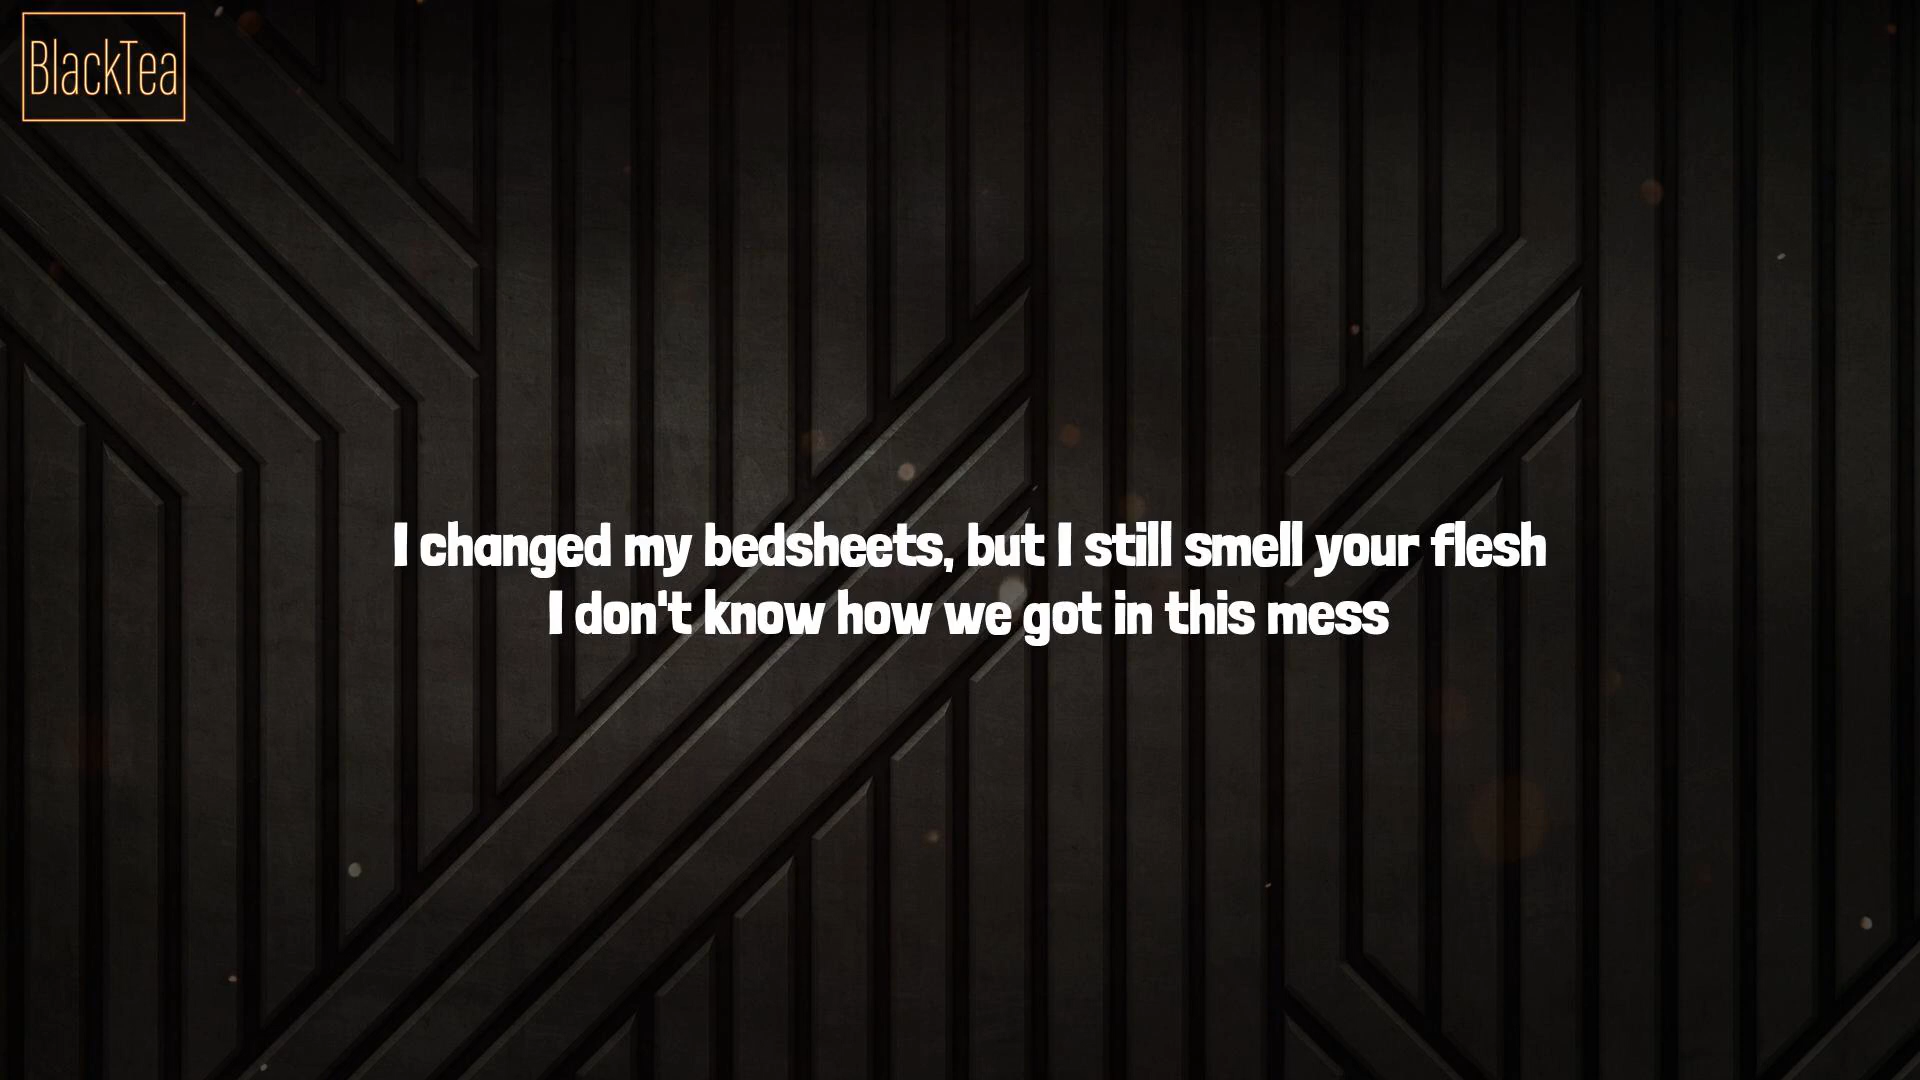 BlackTea
I changed my bedsheets, but I still smell your flesh
I don't know how we got in this mess